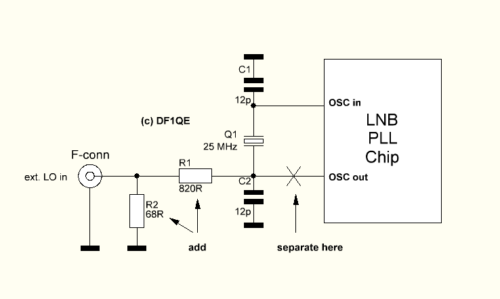 C1
12p
OSC in
(c) DF1QE
Q1
25 MHz
LNB
PLL
Chip
F-conn
R1
ext. LO in
820R
C2
OSC out
R2
68R
12p
add
separate here